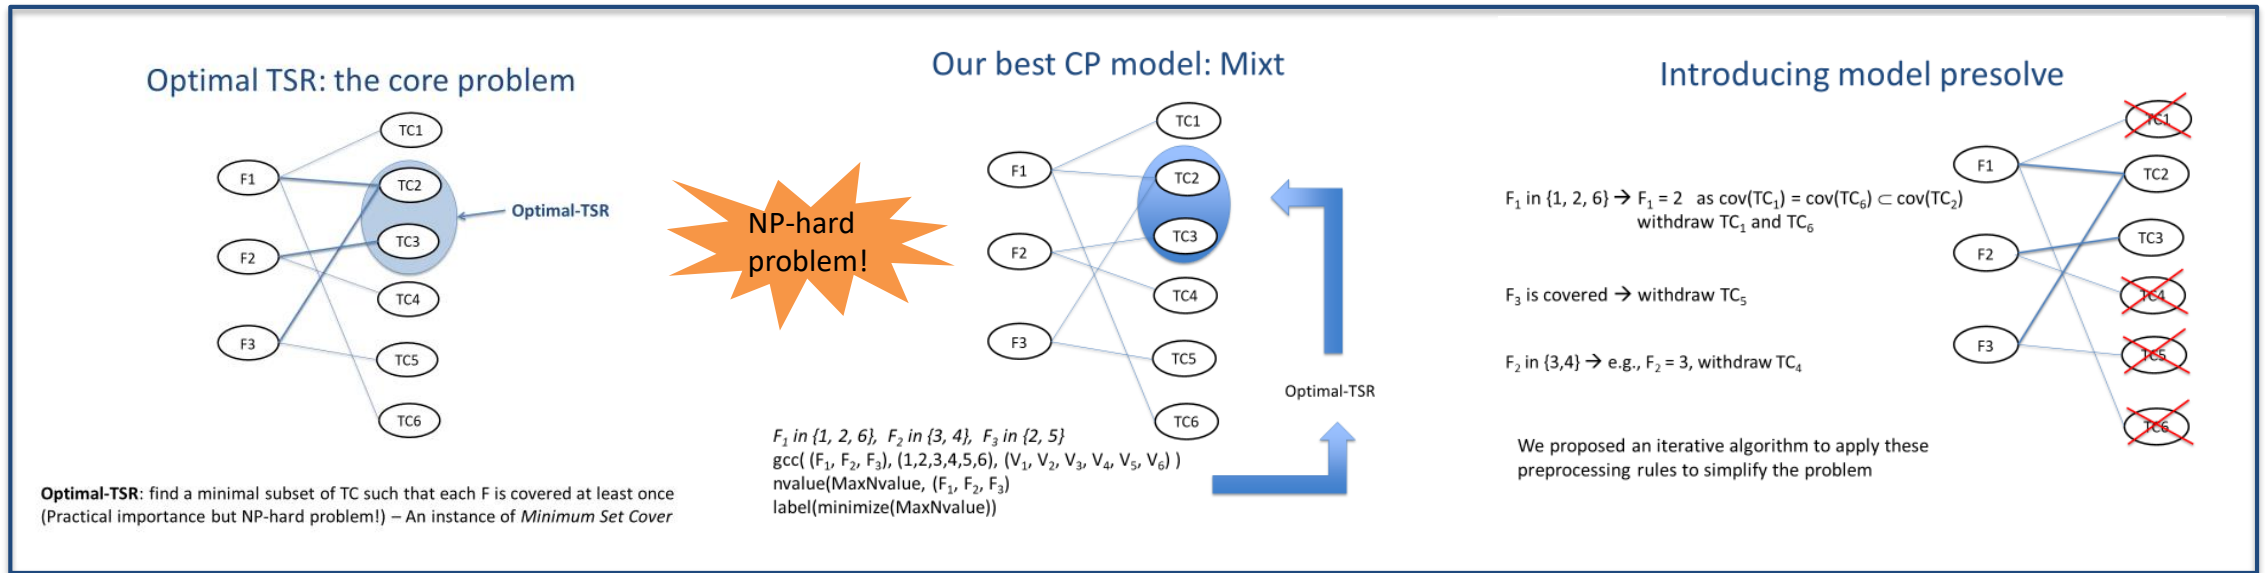 Optimal TSR: the core problem
TC1
F1
TC2
Optimal-TSR
TC3
F2
TC4
F3
TC5
TC6
Optimal-TSR: find a minimal subset of TC such that each F is covered at least once
(Practical importance but NP-hard problem!) – An instance of Minimum Set Cover
NP-hard
problem!
Our best CP model: Mixt
TC1
F1
TC2
TC3
F2
TC4
F3
TC5
TC6
Optimal-TSR
F₁ in {1, 2, 6}, F₂ in {3, 4}, F₃ in {2, 5}
gcc( (F₁, F₂, F₃), (1,2,3,4,5,6), (V₁, V₂, V₃, V₄, V₅, V₆) )
nvalue(MaxNvalue, (F₁, F₂, F₃)
label(minimize(MaxNvalue))
Introducing model presolve
F₁ in {1, 2, 6} → F₁ = 2 as cov(TC₁) = cov(TC₆) ⊂ cov(TC₂)
withdraw TC₁ and TC₆
F₃ is covered → withdraw TC₅
F₂ in {3,4} → e.g., F₂ = 3, withdraw TC₄
We proposed an iterative algorithm to apply these
preprocessing rules to simplify the problem
TC1
F1
TC2
TC3
F2
TC4
F3
TC5
TC6